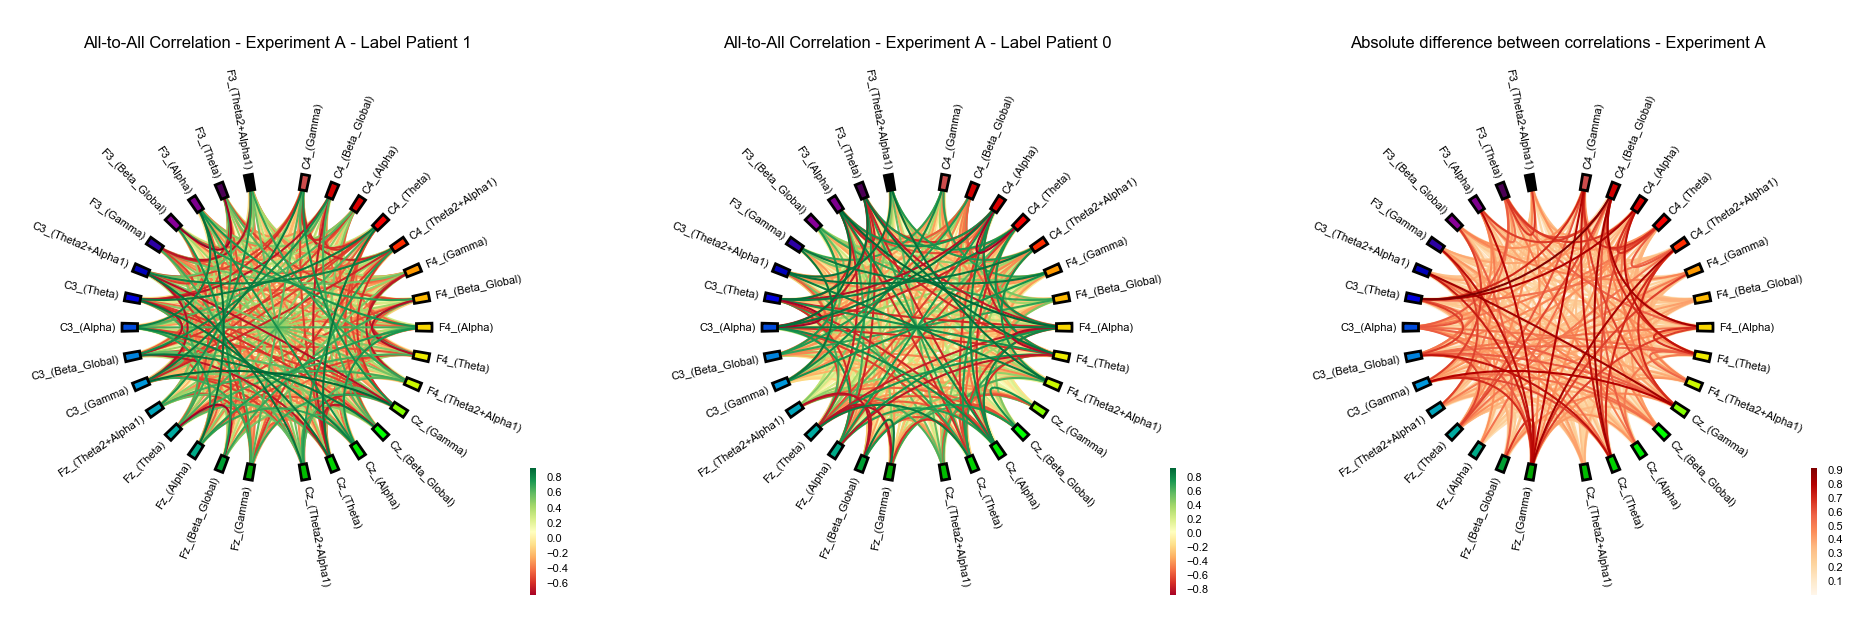 All-to-All Correlation - Experiment A - Label Patient 1
F3_(Theta2+Alpha1)
F3_(Theta)
F3_(Alpha)
F3_(Beta_Global)
F3_(Gamma)
C3_(Theta2+Alpha1)
C3_(Theta)
C3_(Alpha)
C3_(Beta_Global)
C3_(Gamma)
Fz_(Theta2+Alpha1)
Fz_(Theta)
Fz_(Alpha)
Fz_(Beta_Global)
Fz_(Gamma)
Cz_(Theta2+Alpha1)
Cz_(Theta)
Cz_(Alpha)
Cz_(Beta_Global)
Cz_(Gamma)
F4_(Theta2+Alpha1)
F4_(Theta)
F4_(Alpha)
F4_(Beta_Global)
F4_(Gamma)
C4_(Theta2+Alpha1)
C4_(Theta)
C4_(Alpha)
C4_(Beta_Global)
C4_(Gamma)
0.8
0.6
0.4
0.2
0.0
−0.2
−0.4
−0.6
All-to-All Correlation - Experiment A - Label Patient 0
F3_(Theta2+Alpha1)
F3_(Theta)
F3_(Alpha)
F3_(Beta_Global)
F3_(Gamma)
C3_(Theta2+Alpha1)
C3_(Theta)
C3_(Alpha)
C3_(Beta_Global)
C3_(Gamma)
Fz_(Theta2+Alpha1)
Fz_(Theta)
Fz_(Alpha)
Fz_(Beta_Global)
Fz_(Gamma)
Cz_(Theta2+Alpha1)
Cz_(Theta)
Cz_(Alpha)
Cz_(Beta_Global)
Cz_(Gamma)
F4_(Theta2+Alpha1)
F4_(Theta)
F4_(Alpha)
F4_(Beta_Global)
F4_(Gamma)
C4_(Theta2+Alpha1)
C4_(Theta)
C4_(Alpha)
C4_(Beta_Global)
C4_(Gamma)
0.8
0.6
0.4
0.2
0.0
−0.2
−0.4
−0.6
−0.8
Absolute difference between correlations - Experiment A
F3_(Theta2+Alpha1)
F3_(Theta)
F3_(Alpha)
F3_(Beta_Global)
F3_(Gamma)
C3_(Theta2+Alpha1)
C3_(Theta)
C3_(Alpha)
C3_(Beta_Global)
C3_(Gamma)
Fz_(Theta2+Alpha1)
Fz_(Theta)
Fz_(Alpha)
Fz_(Beta_Global)
Fz_(Gamma)
Cz_(Theta2+Alpha1)
Cz_(Theta)
Cz_(Alpha)
Cz_(Beta_Global)
Cz_(Gamma)
F4_(Theta2+Alpha1)
F4_(Theta)
F4_(Alpha)
F4_(Beta_Global)
F4_(Gamma)
C4_(Theta2+Alpha1)
C4_(Theta)
C4_(Alpha)
C4_(Beta_Global)
C4_(Gamma)
0.9
0.8
0.7
0.6
0.5
0.4
0.3
0.2
0.1